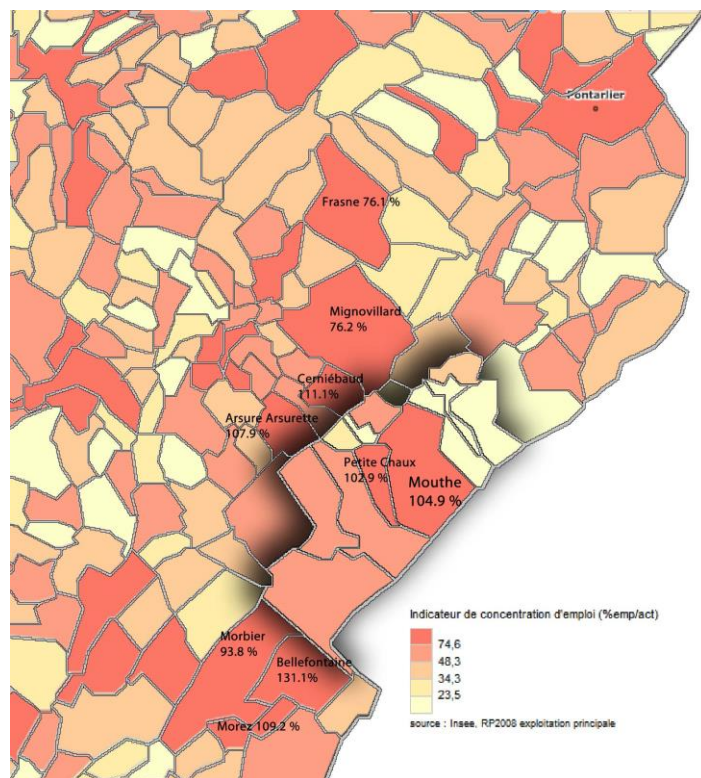 Pontarlier
Frasne 76.1 %
Mignovillard
76.2 %
Cerniébaud
111.1%
Arsure Arsurette
107.9 %
Petite Chaux
102.9 %
Mouthe
104.9 %
Morbier
93.8 %
Bellefontaine
131.1%
Morez 109.2 %
Indicateur de concentration d'emploi (%emp/act)
74,6
48,3
34,3
23,5
source : Insee, RP2008 exploitation principale